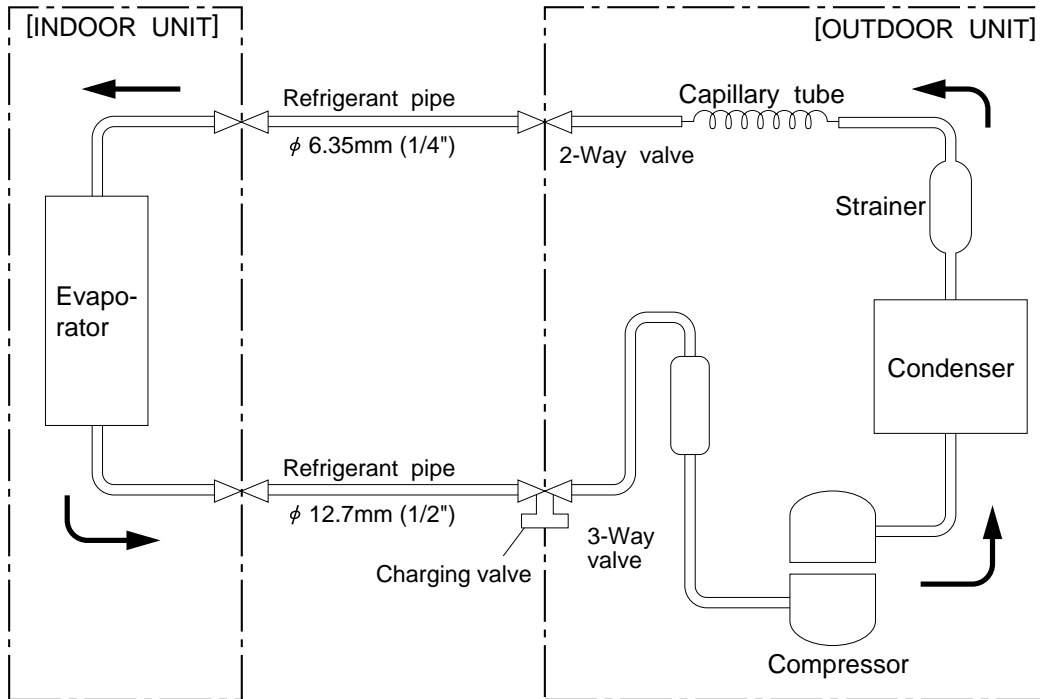 [INDOOR UNIT]
[OUTDOOR UNIT]
Refrigerant pipe
ϕ 6.35mm (1/4")
Capillary tube
2-Way valve
Strainer
Evapo-
rator
Condenser
Refrigerant pipe
ϕ 12.7mm (1/2")
3-Way
valve
Charging valve
Compressor